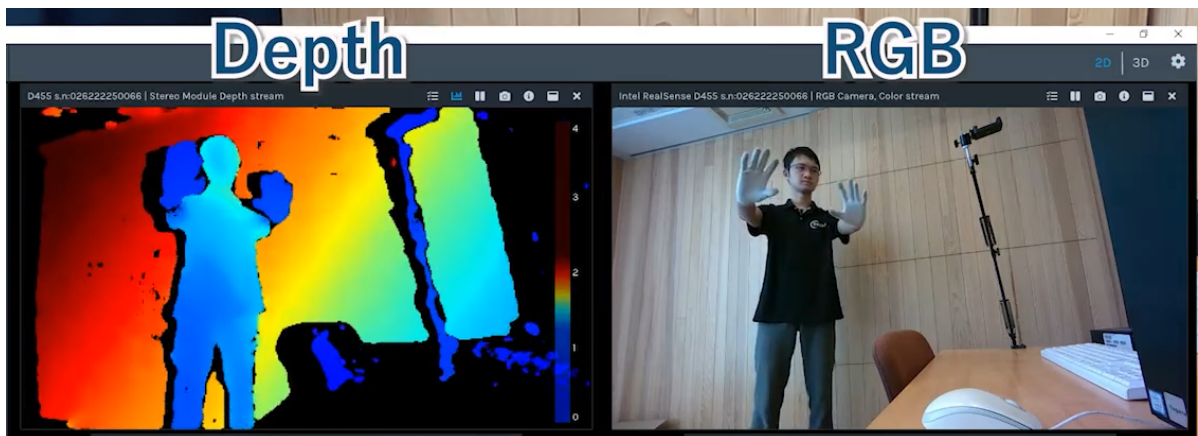 Depth
RGB
2D | 3D
D455 s.n:026222250066 | Stereo Module Depth stream
Intel RealSense D455 s.n:026222250066 | RGB Camera, Color stream
4
3
2
1
0